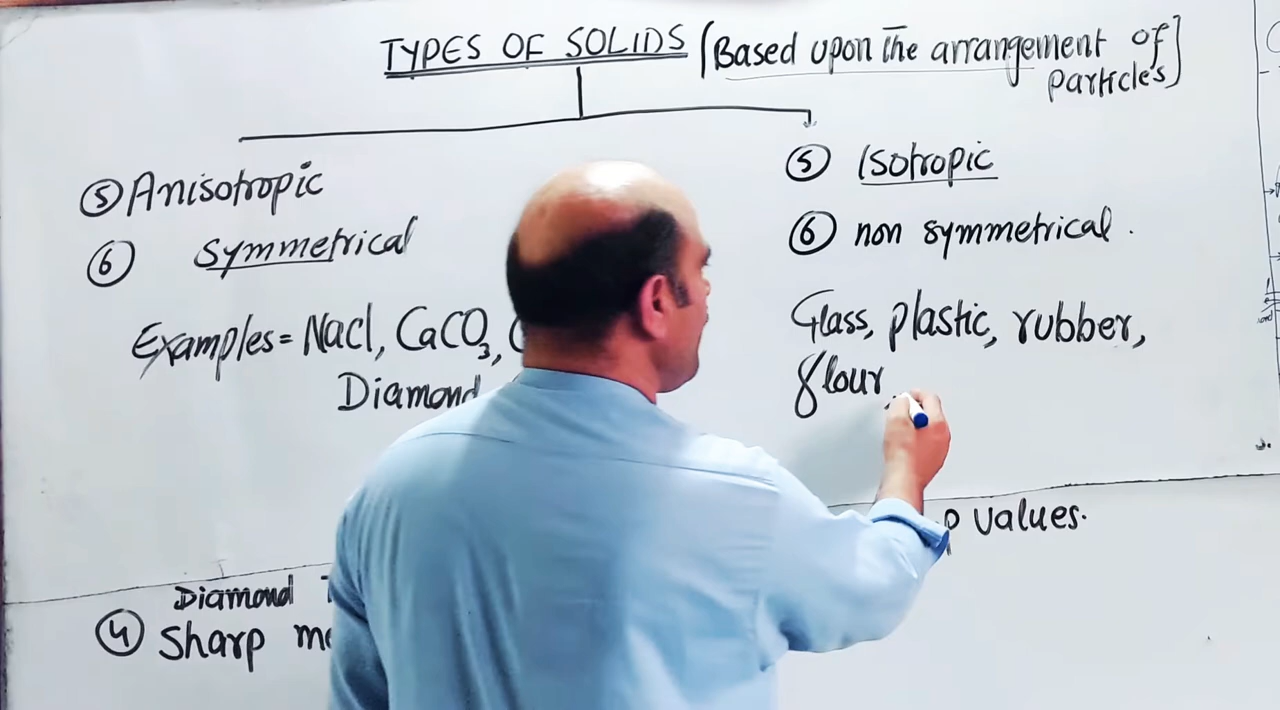 TYPES OF SOLIDS [Based upon the arrangement of particles]
⑤ Anisotropic
⑥ Symmetrical
Examples = Nacl, CaCO3,
Diamond
⑤ Isotropic
⑥ non symmetrical.
Glass, plastic, rubber,
flour
values.
Diamond
④ Sharp